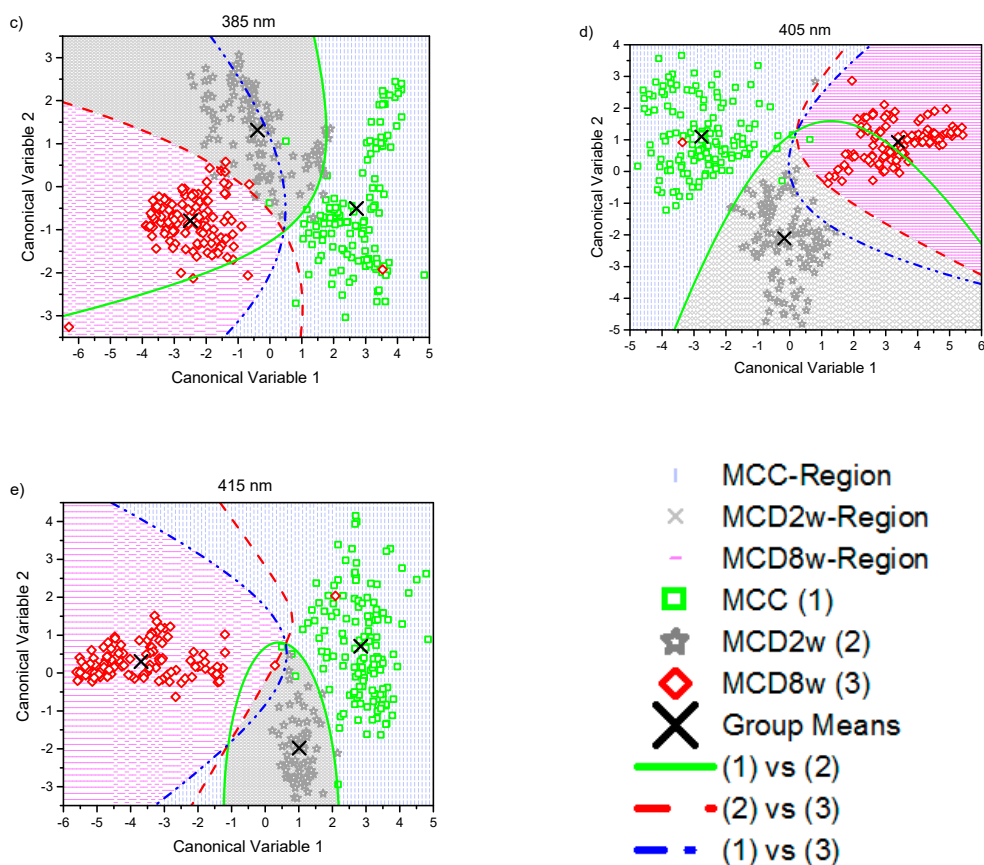 c)
385 nm
3
2
1
0
-1
-2
-3
Canonical Variable 2
-6 -5 -4 -3 -2 -1 0 1 2 3 4 5
Canonical Variable 1
d)
405 nm
4
3
2
1
0
-1
-2
-3
-4
-5
Canonical Variable 2
-5 -4 -3 -2 -1 0 1 2 3 4 5 6
Canonical Variable 1
e)
415 nm
4
3
2
1
0
-1
-2
-3
Canonical Variable 2
-6 -5 -4 -3 -2 -1 0 1 2 3 4 5
Canonical Variable 1
MCC-Region
MCD2w-Region
MCD8w-Region
MCC (1)
MCD2w (2)
MCD8w (3)
Group Means
(1) vs (2)
(2) vs (3)
(1) vs (3)